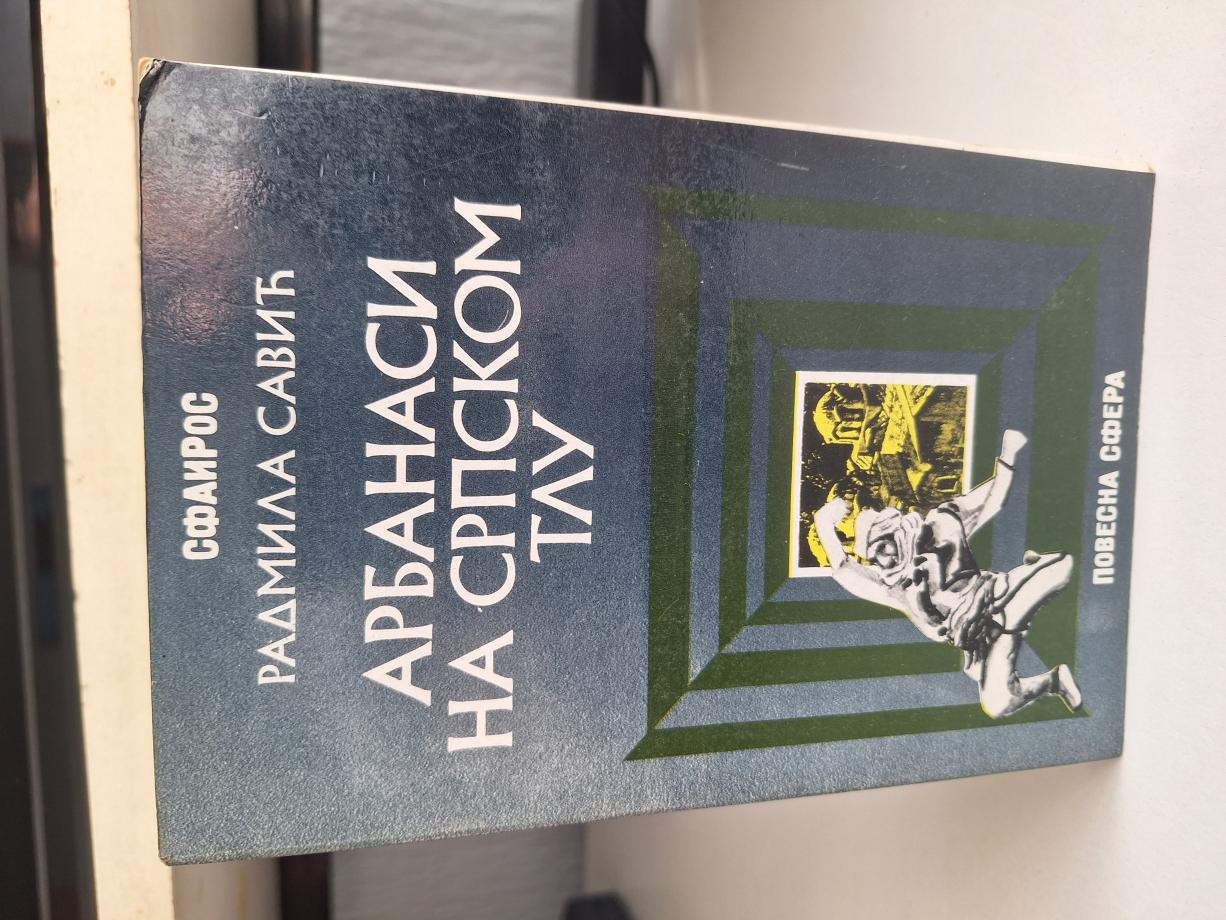 СФАИРОС
РАДМИЛА САВИЋ
АРБАНАСИ
НА СРПСКОМ
ТЛУ
ПОВЕСНА СФЕРА